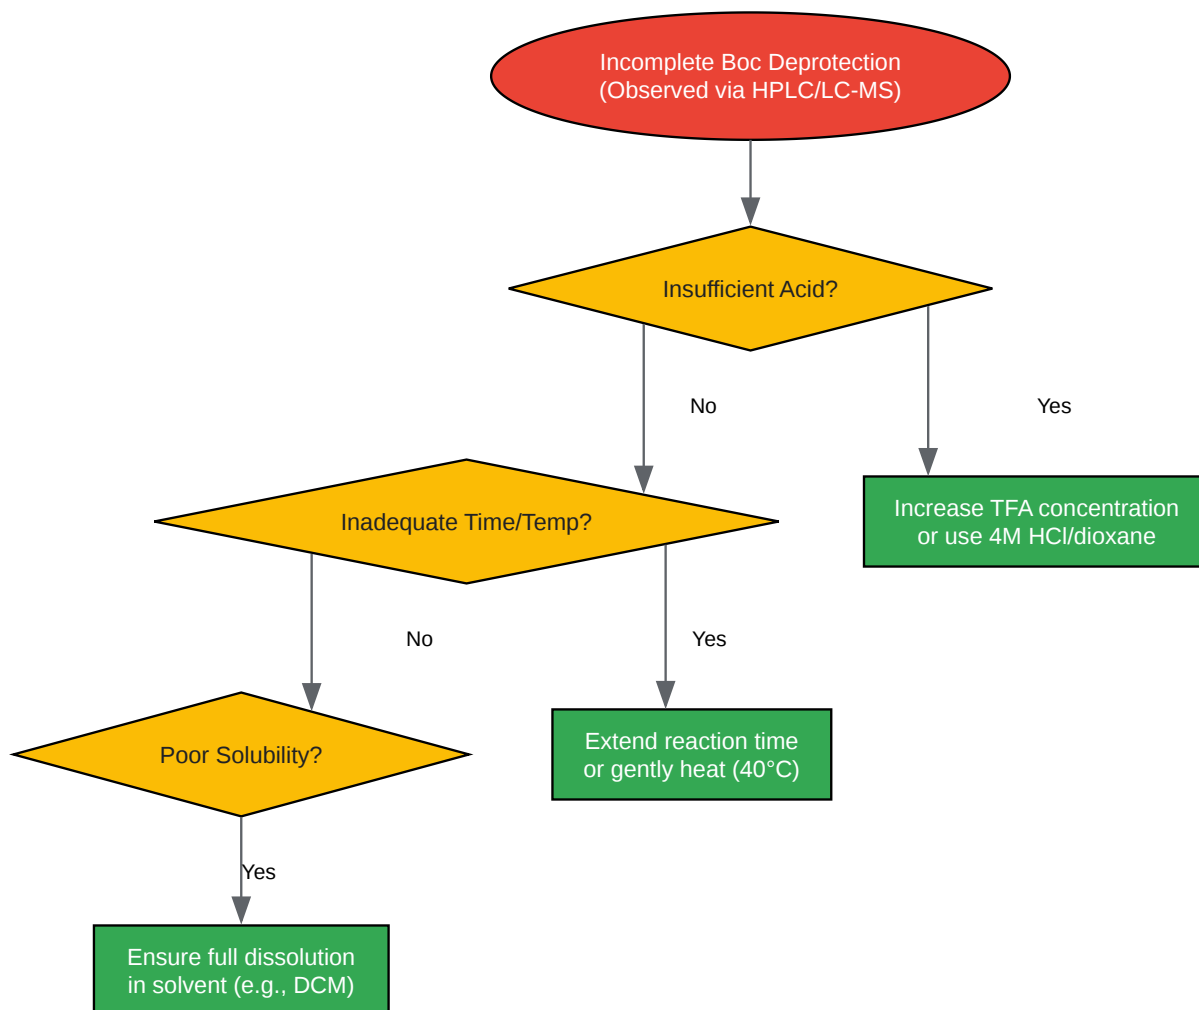 Incomplete Boc Deprotection
(Observed via HPLC/LC-MS)
Insufficient Acid?
No
Yes
Increase TFA concentration
or use 4M HCl/dioxane
Inadequate Time/Temp?
No
Yes
Extend reaction time
or gently heat (40°C)
Poor Solubility?
Yes
Ensure full dissolution
in solvent (e.g., DCM)